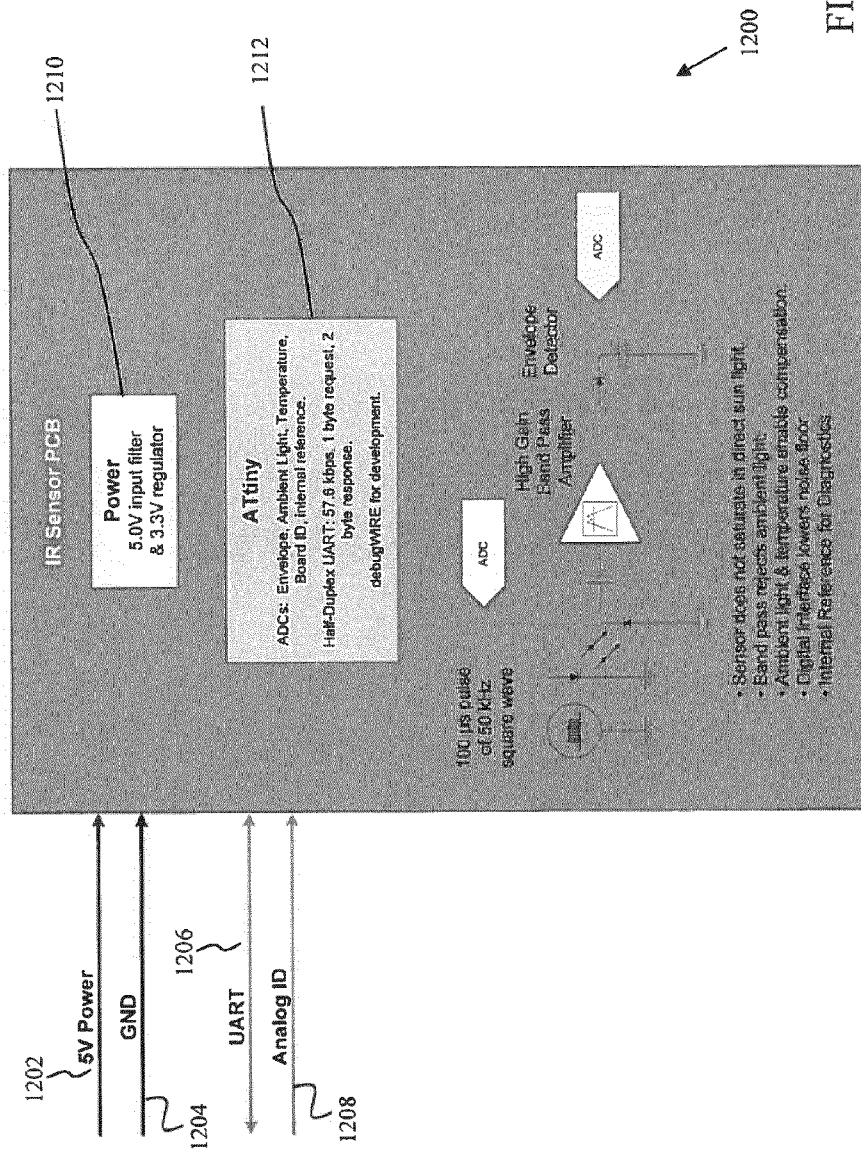 IR Sensor PCB
Power
5.0V input filter
& 3.3V regulator
1210
ATtiny
ADCs: Envelope, Ambient Light, Temperature,
Board ID, internal reference.
Half-Duplex UART: 57.6 kbps, 1 byte request, 2
byte response.
debugWIRE for development.
1212
1202
5V Power
GND
1204
UART
1206
Analog ID
1208
100 µs pulse
of 50 kHz
square wave
ADC
High Gain
Band Pass
Amplifier
Envelope
Detector
ADC
• Sensor does not saturate in direct sun light.
• Band pass rejects ambient light.
• Ambient light & temperature enable compensation.
• Digital Interface lowers noise floor
• Internal Reference for Diagnostics
1200
FI